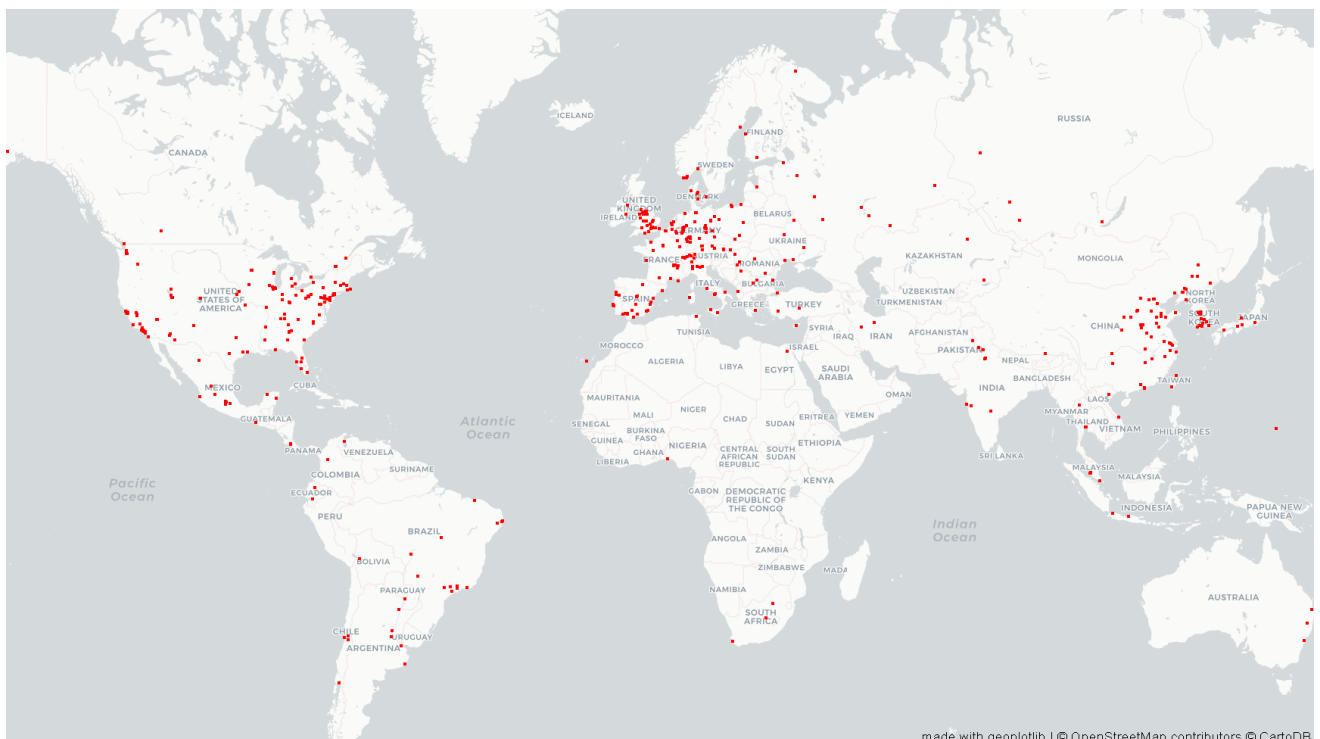 ICELAND
RUSSIA
FINLAND
CANADA
SWEDEN
UNITED
KINGDOM
DENMARK
IRELAND
BELARUS
GERMANY
UKRAINE
FRANCE
AUSTRIA
ROMANIA
KAZAKHSTAN
MONGOLIA
ITALY
BULGARIA
UNITED
STATES OF
AMERICA
SPAIN
GREECE
TURKEY
UZBEKISTAN
TURKMENISTAN
NORTH
KOREA
SOUTH
KOREA
JAPAN
CHINA
TUNISIA
SYRIA
IRAQ
IRAN
AFGHANISTAN
MOROCCO
ISRAEL
PAKISTAN
ALGERIA
LIBYA
EGYPT
NEPAL
SAUDI
ARABIA
BANGLADESH
TAIWAN
MEXICO
CUBA
INDIA
MAURITANIA
OMAN
LAOS
MYANMAR
GUATEMALA
Atlantic
Ocean
MALI
NIGER
CHAD
SUDAN
ERITREA
YEMEN
THAILAND
VIETNAM
PHILIPPINES
SENEGAL
BURKINA
FASO
GUINEA
GHANA
NIGERIA
ETHIOPIA
PANAMA
VENEZUELA
CENTRAL
AFRICAN
REPUBLIC
SOUTH
SUDAN
SRI LANKA
LIBERIA
SURINAME
COLOMBIA
MALAYSIA
MALAYSIA
KENYA
Pacific
Ocean
ECUADOR
GABON
DEMOCRATIC
REPUBLIC OF
THE CONGO
INDONESIA
PAPUA NEW
GUINEA
PERU
BRAZIL
Indian
Ocean
ANGOLA
ZAMBIA
BOLIVIA
ZIMBABWE
MADA
PARAGUAY
NAMIBIA
AUSTRALIA
SOUTH
AFRICA
CHILE
URUGUAY
ARGENTINA
made with geoplotlib | © OpenStreetMap contributors © CartoDB